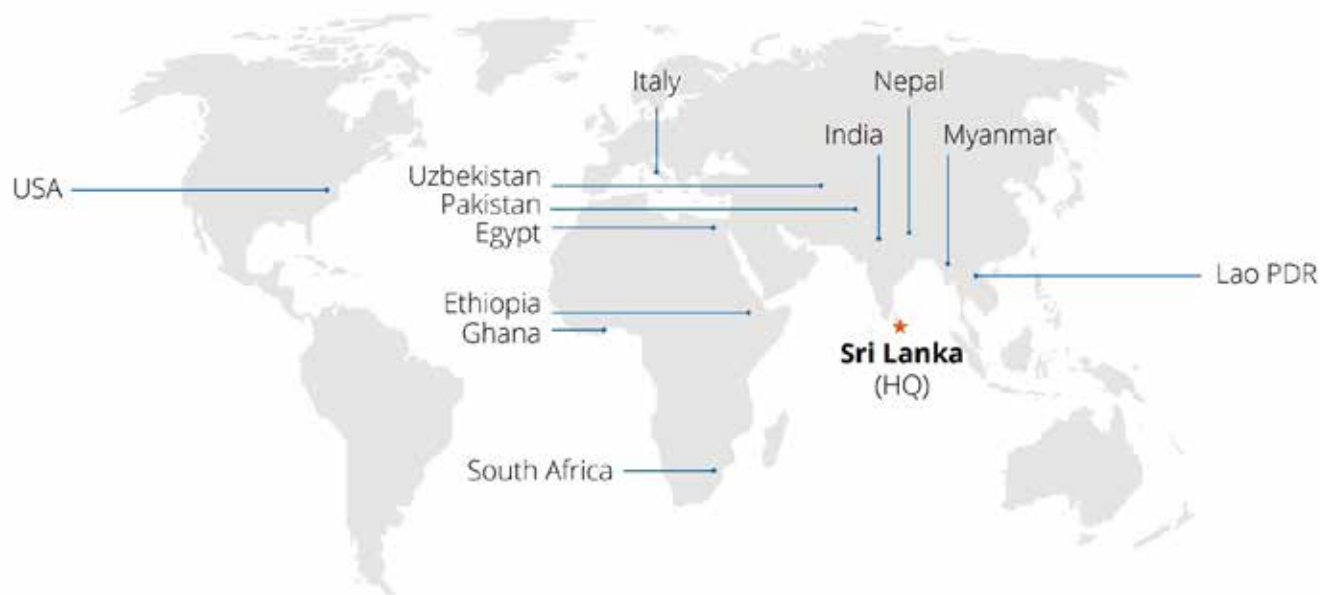 Italy
Nepal
India
Myanmar
USA
Uzbekistan
Pakistan
Egypt
Lao PDR
Ethiopia
Ghana
Sri Lanka
(HQ)
South Africa